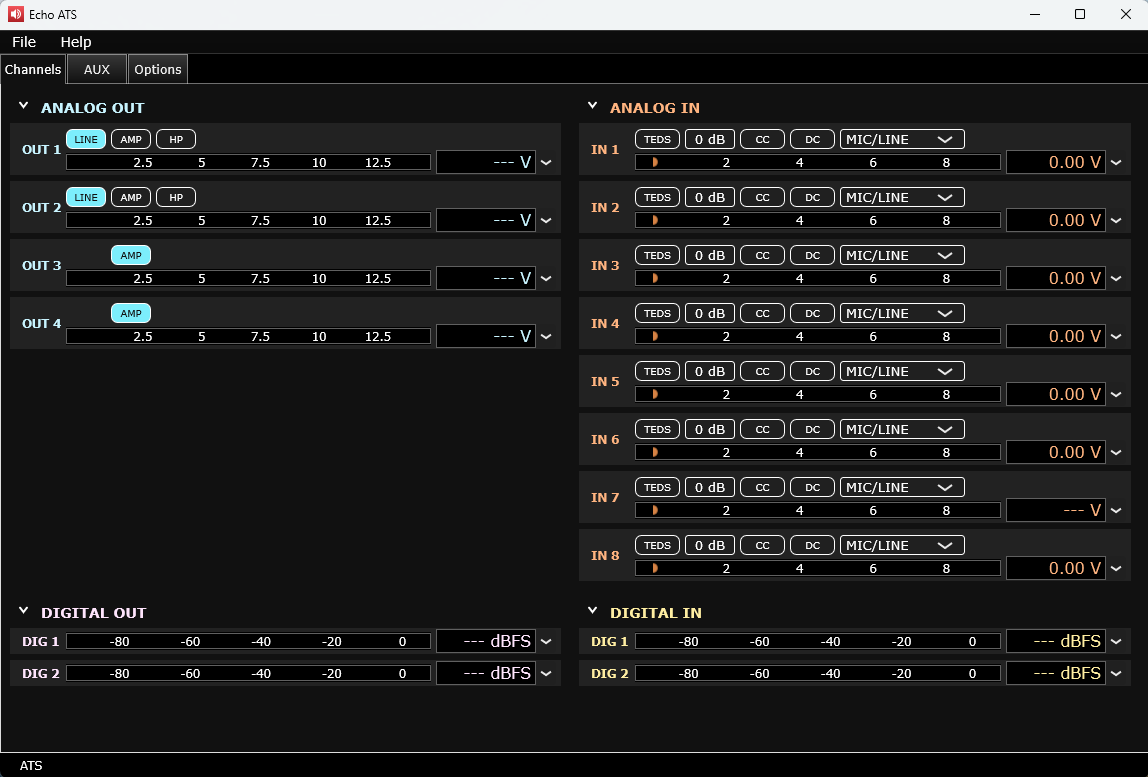 Echo ATS
File Help
Channels AUX Options
ANALOG OUT
OUT 1 LINE AMP HP
2.5 5 7.5 10 12.5 --- V
OUT 2 LINE AMP HP
2.5 5 7.5 10 12.5 --- V
OUT 3 AMP
2.5 5 7.5 10 12.5 --- V
OUT 4 AMP
2.5 5 7.5 10 12.5 --- V
ANALOG IN
IN 1 TEDS 0 dB CC DC MIC/LINE
2 4 6 8 0.00 V
IN 2 TEDS 0 dB CC DC MIC/LINE
2 4 6 8 0.00 V
IN 3 TEDS 0 dB CC DC MIC/LINE
2 4 6 8 0.00 V
IN 4 TEDS 0 dB CC DC MIC/LINE
2 4 6 8 0.00 V
IN 5 TEDS 0 dB CC DC MIC/LINE
2 4 6 8 0.00 V
IN 6 TEDS 0 dB CC DC MIC/LINE
2 4 6 8 0.00 V
IN 7 TEDS 0 dB CC DC MIC/LINE
2 4 6 8 --- V
IN 8 TEDS 0 dB CC DC MIC/LINE
2 4 6 8 0.00 V
DIGITAL OUT
DIG 1 -80 -60 -40 -20 0 --- dBFS
DIG 2 -80 -60 -40 -20 0 --- dBFS
DIGITAL IN
DIG 1 -80 -60 -40 -20 0 --- dBFS
DIG 2 -80 -60 -40 -20 0 --- dBFS
ATS